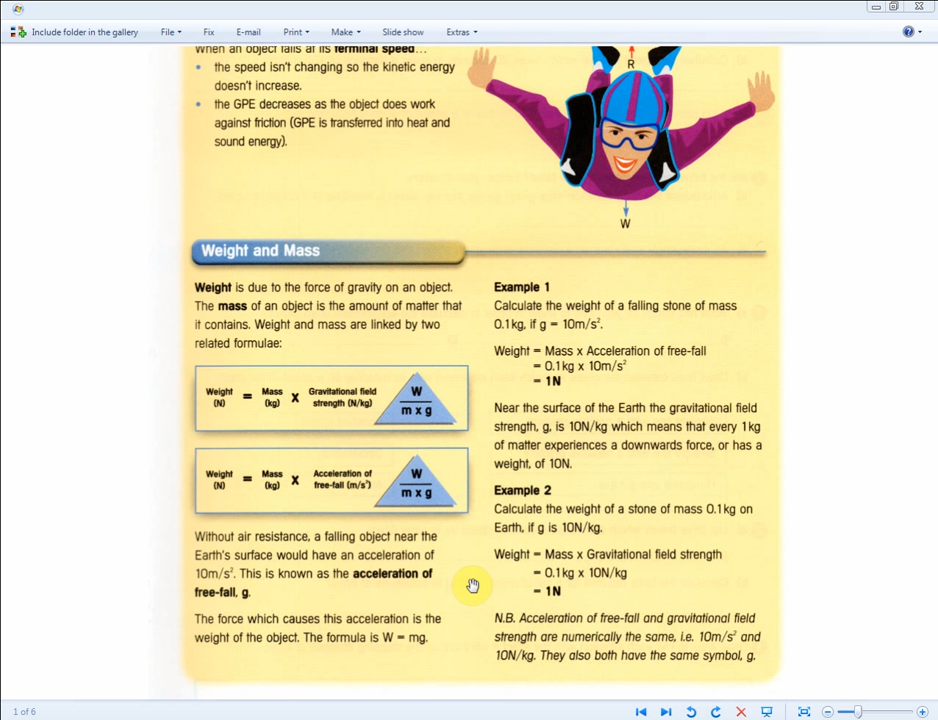 Include folder in the gallery File Fix E-mail Print Make Slide show Extras
When an object falls at its terminal speed...
• the speed isn't changing so the kinetic energy
doesn't increase.
• the GPE decreases as the object does work
against friction (GPE is transferred into heat and
sound energy).
R
W
Weight and Mass
Weight is due to the force of gravity on an object.
The mass of an object is the amount of matter that
it contains. Weight and mass are linked by two
related formulae:
Weight (N) = Mass (kg) x Gravitational field strength (N/kg)
W
m x g
Weight (N) = Mass (kg) x Acceleration of free-fall (m/s²)
W
m x g
Without air resistance, a falling object near the
Earth's surface would have an acceleration of
10m/s². This is known as the acceleration of
free-fall, g.
The force which causes this acceleration is the
weight of the object. The formula is W = mg.
Example 1
Calculate the weight of a falling stone of mass
0.1kg, if g = 10m/s².
Weight = Mass x Acceleration of free-fall
= 0.1kg x 10m/s²
= 1N
Near the surface of the Earth the gravitational field
strength, g, is 10N/kg which means that every 1kg
of matter experiences a downwards force, or has a
weight, of 10N.
Example 2
Calculate the weight of a stone of mass 0.1kg on
Earth, if g is 10N/kg.
Weight = Mass x Gravitational field strength
= 0.1kg x 10N/kg
= 1N
N.B. Acceleration of free-fall and gravitational field
strength are numerically the same, i.e. 10m/s² and
10N/kg. They also both have the same symbol, g.
1 of 6